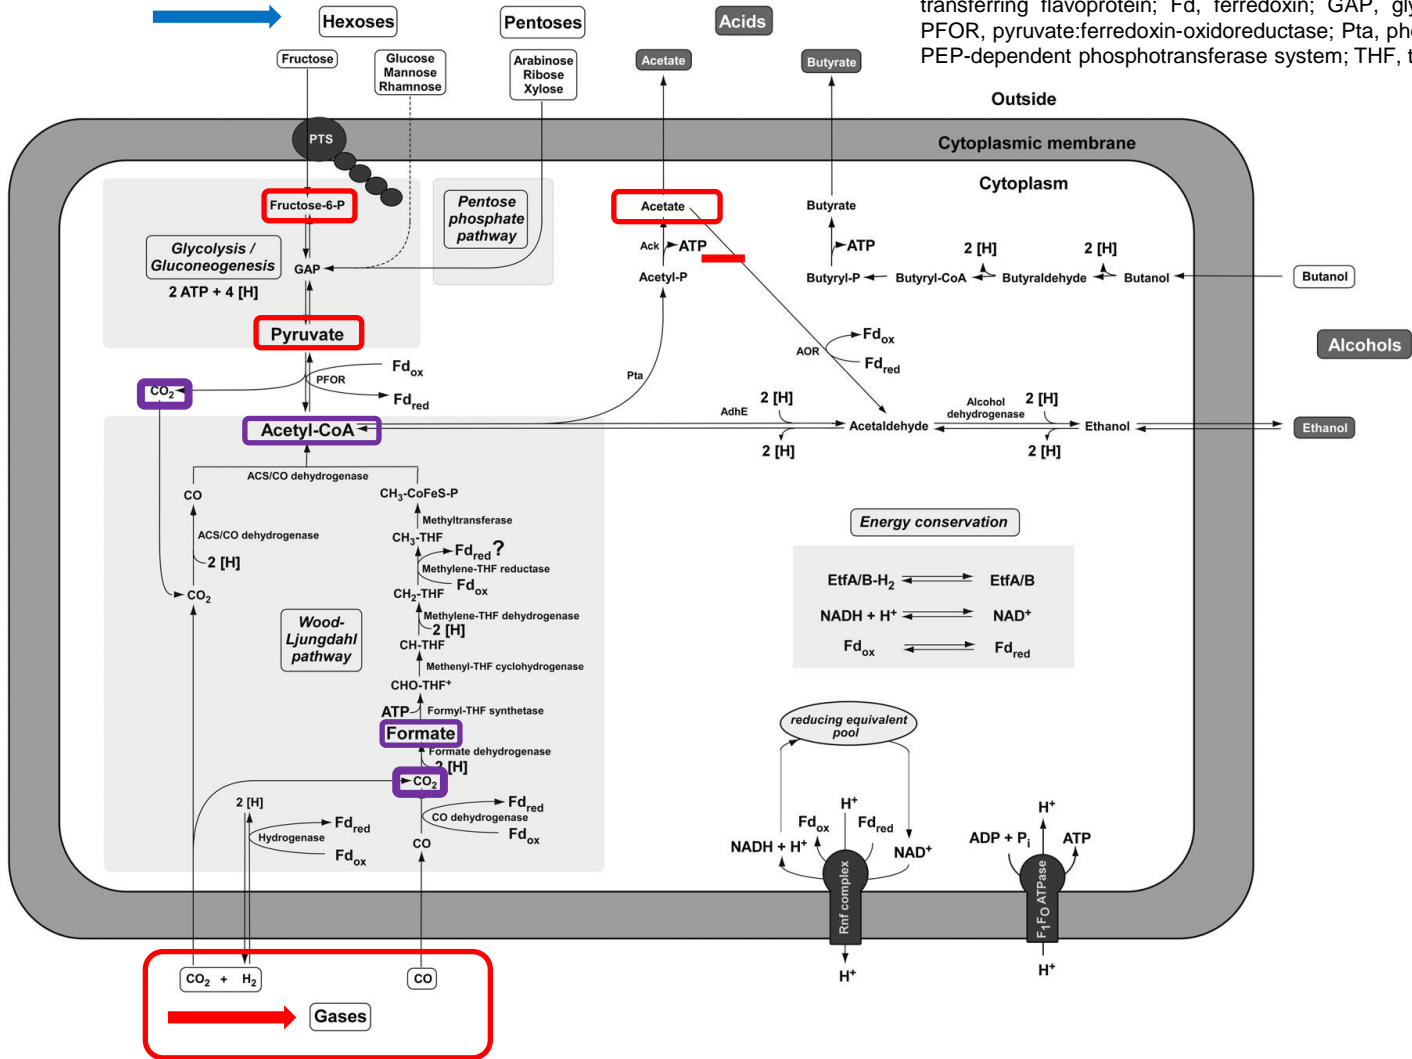 transferring flavoprotein; Fd, ferredoxin; GAP, gly
PFOR, pyruvate:ferredoxin-oxidoreductase; Pta, pho
PEP-dependent phosphotransferase system; THF, t
Hexoses
Pentoses
Acids
Fructose
Glucose
Mannose
Rhamnose
Arabinose
Ribose
Xylose
Acetate
Butyrate
Outside
Cytoplasmic membrane
Cytoplasm
PTS
Fructose-6-P
Pentose
phosphate
pathway
Glycolysis /
Gluconeogenesis
GAP
2 ATP + 4 [H]
Pyruvate
Acetate
Ack
ATP
Acetyl-P
Butyrate
ATP
Butyryl-P
Butyryl-CoA
2 [H]
Butyraldehyde
2 [H]
Butanol
Butanol
Alcohols
CO₂
PFOR
Fdox
Fdred
Pta
AOR
Fdox
Fdred
Acetyl-CoA
AdhE
2 [H]
2 [H]
Acetaldehyde
Alcohol
dehydrogenase
2 [H]
2 [H]
Ethanol
Ethanol
ACS/CO dehydrogenase
CO
CH₃-CoFeS-P
Methyltransferase
ACS/CO dehydrogenase
2 [H]
CO₂
CH₃-THF
Fdred ?
Methylene-THF reductase
Fdox
CH₂-THF
Methylene-THF dehydrogenase
2 [H]
CH-THF
Methenyl-THF cyclohydrogenase
CHO-THF⁺
ATP
Formyl-THF synthetase
Formate
Formate dehydrogenase
2 [H]
CO₂
Wood-
Ljungdahl
pathway
2 [H]
Fdred
Hydrogenase
Fdox
Fdred
CO dehydrogenase
Fdox
CO
Energy conservation
EtfA/B-H₂
EtfA/B
NADH + H⁺
NAD⁺
Fdox
Fdred
reducing equivalent
pool
H⁺
Fdox
Fdred
NADH + H⁺
NAD⁺
Rnf complex
H⁺
H⁺
ADP + Pi
ATP
F₁FO ATPase
H⁺
CO₂ + H₂
CO
Gases